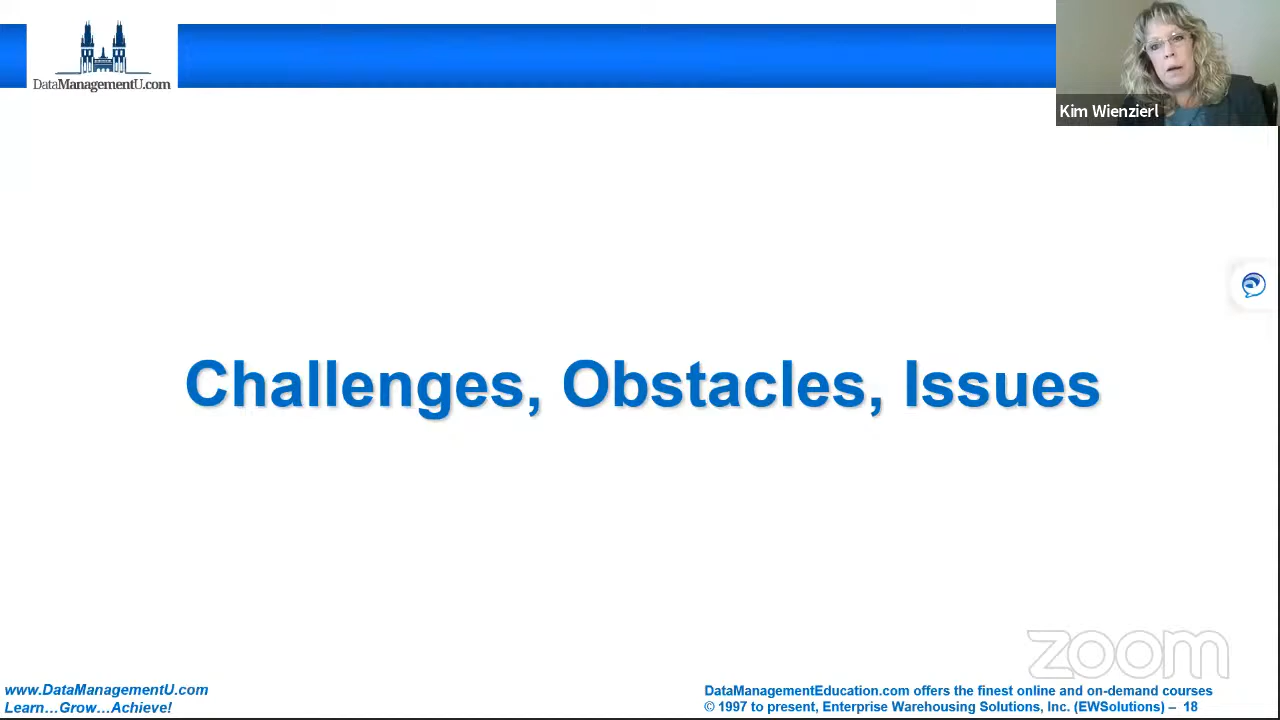 DataManagementU.com
Kim Wienzierl
Challenges, Obstacles, Issues
zoom
www.DataManagementU.com
Learn…Grow…Achieve!
DataManagementEducation.com offers the finest online and on-demand courses
© 1997 to present, Enterprise Warehousing Solutions, Inc. (EWSolutions) – 18